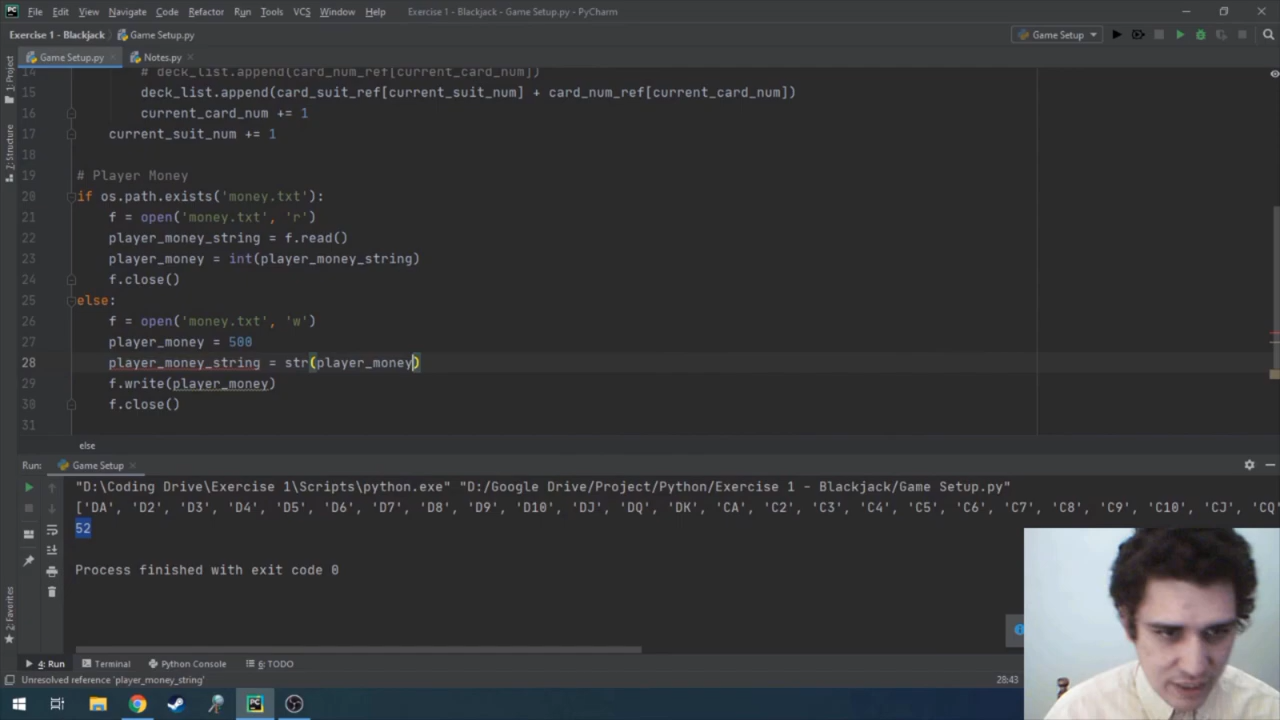 File Edit View Navigate Code Refactor Run Tools VCS Window Help Exercise 1 - Blackjack - Game Setup.py - PyCharm
Exercise 1 - Blackjack Game Setup.py Game Setup
Game Setup.py Notes.py
1: Project
7: Structure
2: Favorites
14 # deck_list.append(card_num_ref[current_card_num])
15 deck_list.append(card_suit_ref[current_suit_num] + card_num_ref[current_card_num])
16 current_card_num += 1
17 current_suit_num += 1
18
19 # Player Money
20 if os.path.exists('money.txt'):
21 f = open('money.txt', 'r')
22 player_money_string = f.read()
23 player_money = int(player_money_string)
24 f.close()
25 else:
26 f = open('money.txt', 'w')
27 player_money = 500
28 player_money_string = str(player_money)
29 f.write(player_money)
30 f.close()
31
else
Run: Game Setup
"D:\Coding Drive\Exercise 1\Scripts\python.exe" "D:/Google Drive/Project/Python/Exercise 1 - Blackjack/Game Setup.py"
['DA', 'D2', 'D3', 'D4', 'D5', 'D6', 'D7', 'D8', 'D9', 'D10', 'DJ', 'DQ', 'DK', 'CA', 'C2', 'C3', 'C4', 'C5', 'C6', 'C7', 'C8', 'C9', 'C10', 'CJ', 'CQ'
52
Process finished with exit code 0
4: Run Terminal Python Console 6: TODO
Unresolved reference 'player_money_string' 28:43